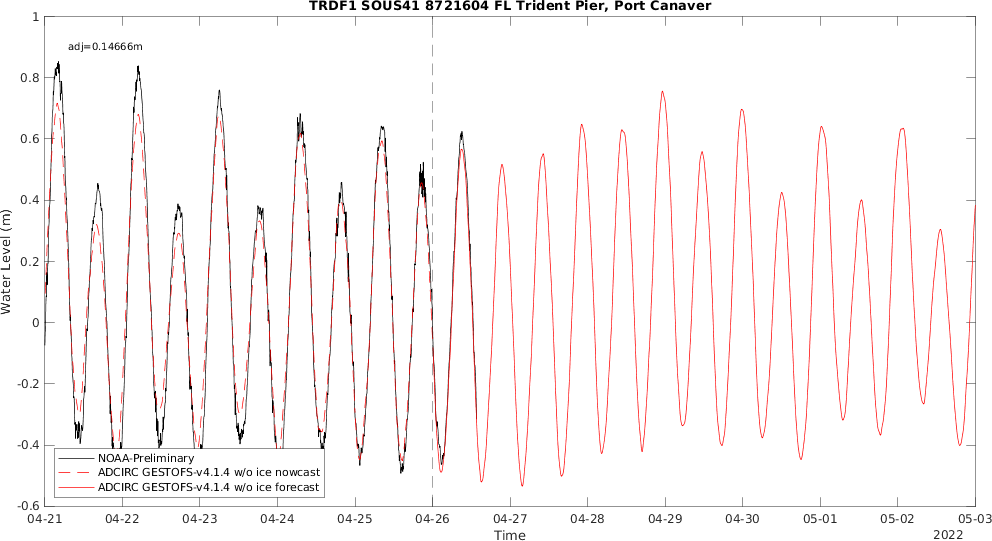 TRDF1 SOUS41 8721604 FL Trident Pier, Port Canaver
adj=0.14666m
1
0.8
0.6
0.4
0.2
0
-0.2
-0.4
-0.6
Water Level (m)
NOAA-Preliminary
ADCIRC GESTOFS-v4.1.4 w/o ice nowcast
ADCIRC GESTOFS-v4.1.4 w/o ice forecast
04-21 04-22 04-23 04-24 04-25 04-26 04-27 04-28 04-29 04-30 05-01 05-02 05-03
Time
2022